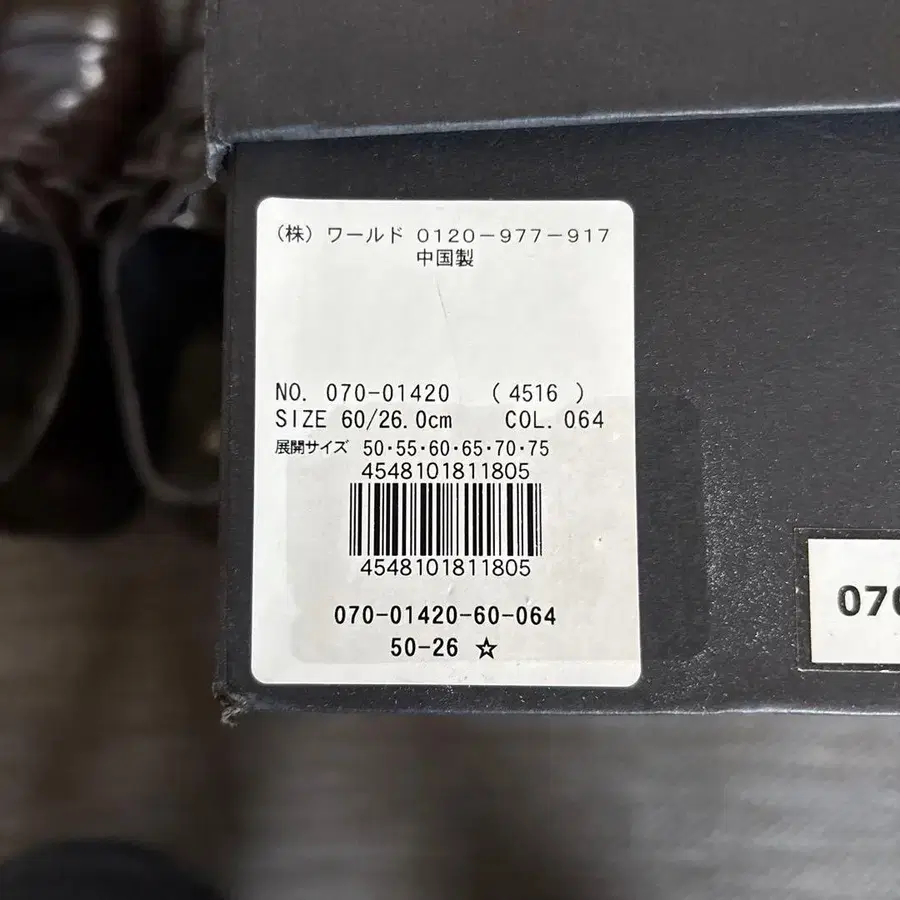 （株）ワールド 0120－977－917
中国製
NO. 070-01420 （ 4516 ）
SIZE 60/26.0cm COL. 064
展開サイズ 50・55・60・65・70・75
4548101811805
4548101811805
070-01420-60-064
50-26 ☆
070